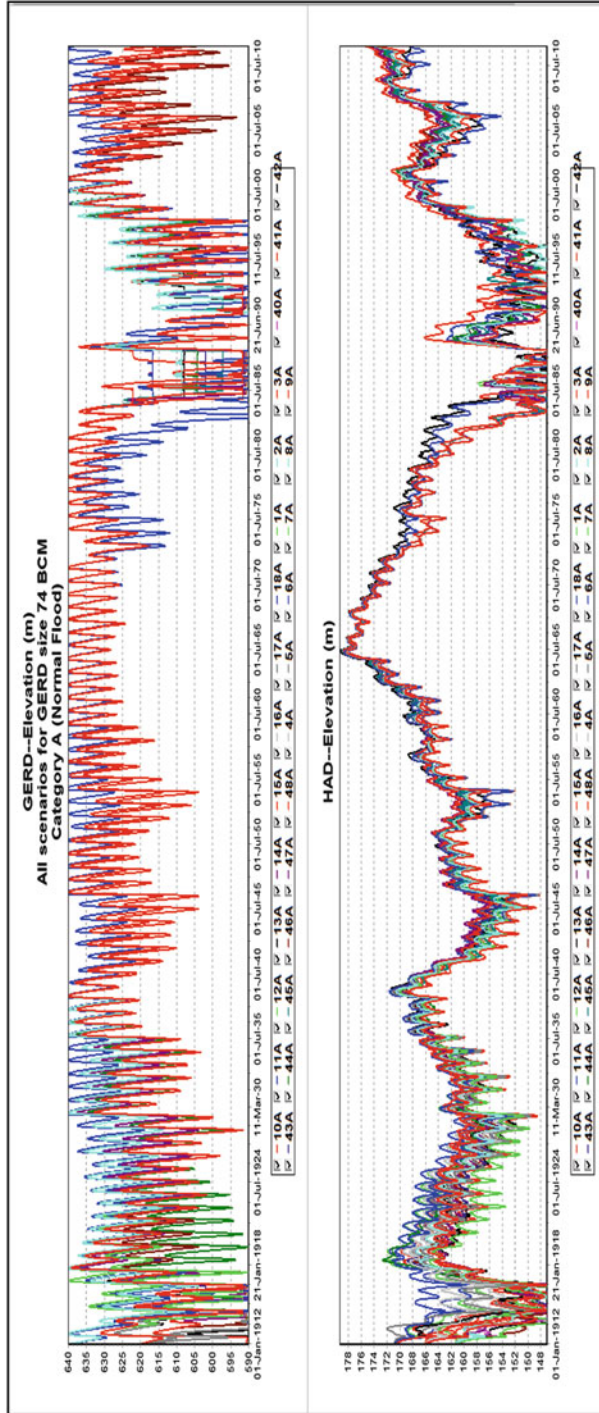 GERD--Elevation (m)
All scenarios for GERD size 74 BCM
Category A (Normal Flood)
640
635
625
615
605
600
595
590
01-Jan-1912 21-Jan-1918 01-Jul-1924 11-Mar-30 01-Jul-35 01-Jul-40 01-Jul-45 01-Jul-50 01-Jul-55 01-Jul-60 01-Jul-65 01-Jul-70 01-Jul-75 01-Jul-80 01-Jul-85 21-Jun-90 11-Jul-95 01-Jul-00 01-Jul-05 01-Jul-10
10A 11A 12A 13A 14A 15A 16A 17A 18A 1A 2A 3A 40A 41A 42A
43A 44A 45A 46A 47A 48A 4A 5A 6A 7A 8A 9A
HAD--Elevation (m)
178
176
174
172
170
168
166
164
162
160
158
156
154
152
150
148
01-Jan-1912 21-Jan-1918 01-Jul-1924 11-Mar-30 01-Jul-35 01-Jul-40 01-Jul-45 01-Jul-50 01-Jul-55 01-Jul-60 01-Jul-65 01-Jul-70 01-Jul-75 01-Jul-80 01-Jul-85 21-Jun-90 11-Jul-95 01-Jul-00 01-Jul-05 01-Jul-10
10A 11A 12A 13A 14A 15A 16A 17A 18A 1A 2A 3A 40A 41A 42A
43A 44A 45A 46A 47A 48A 4A 5A 6A 7A 8A 9A